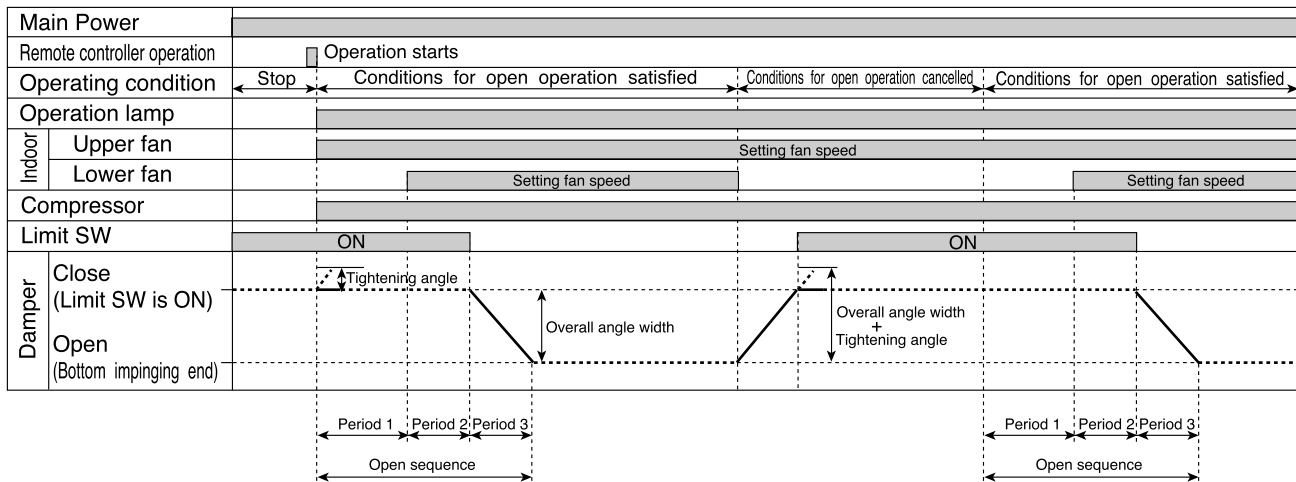 Main Power
Remote controller operation
Operation starts
Operating condition
Stop
Conditions for open operation satisfied
Conditions for open operation cancelled
Conditions for open operation satisfied
Operation lamp
Indoor
Upper fan
Setting fan speed
Lower fan
Setting fan speed
Setting fan speed
Compressor
Limit SW
ON
ON
Damper
Close
(Limit SW is ON)
Tightening angle
Overall angle width
Overall angle width
+
Tightening angle
Open
(Bottom impinging end)
Period 1
Period 2
Period 3
Period 1
Period 2
Period 3
Open sequence
Open sequence